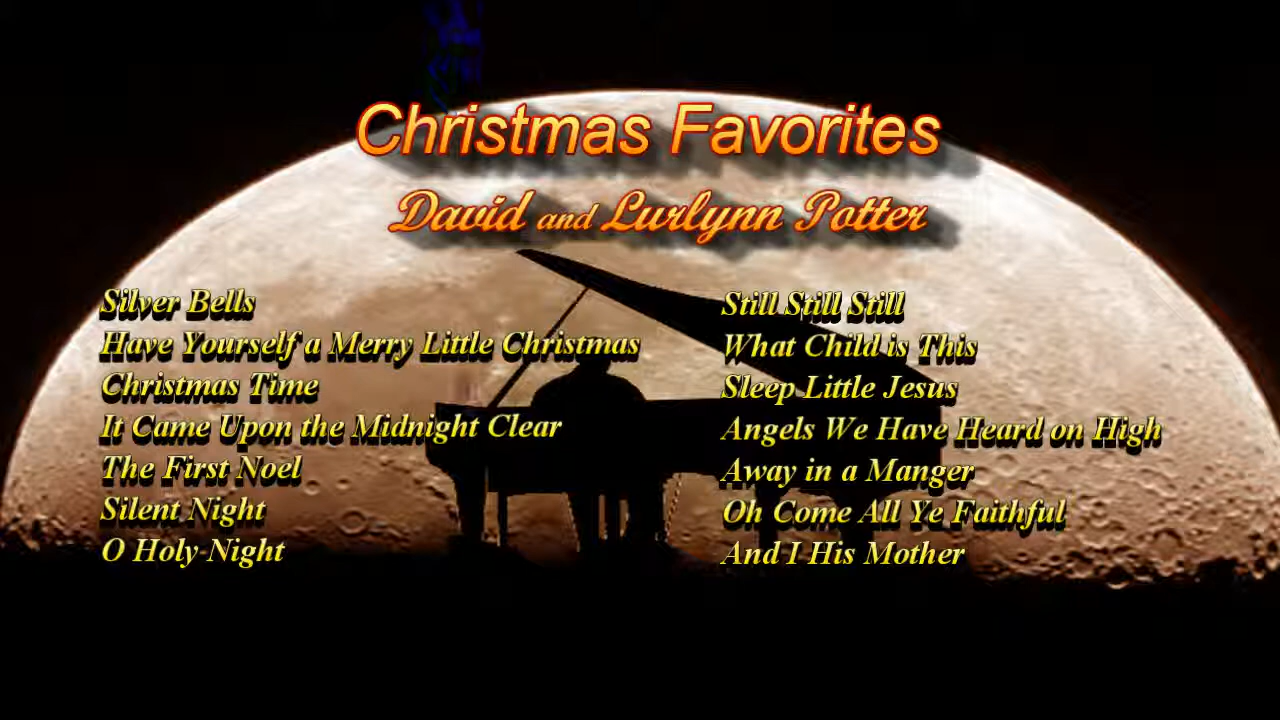 Christmas Favorites
David and Lurlynn Potter
Silver Bells
Have Yourself a Merry Little Christmas
Christmas Time
It Came Upon the Midnight Clear
The First Noel
Silent Night
O Holy Night
Still Still Still
What Child is This
Sleep Little Jesus
Angels We Have Heard on High
Away in a Manger
Oh Come All Ye Faithful
And I His Mother